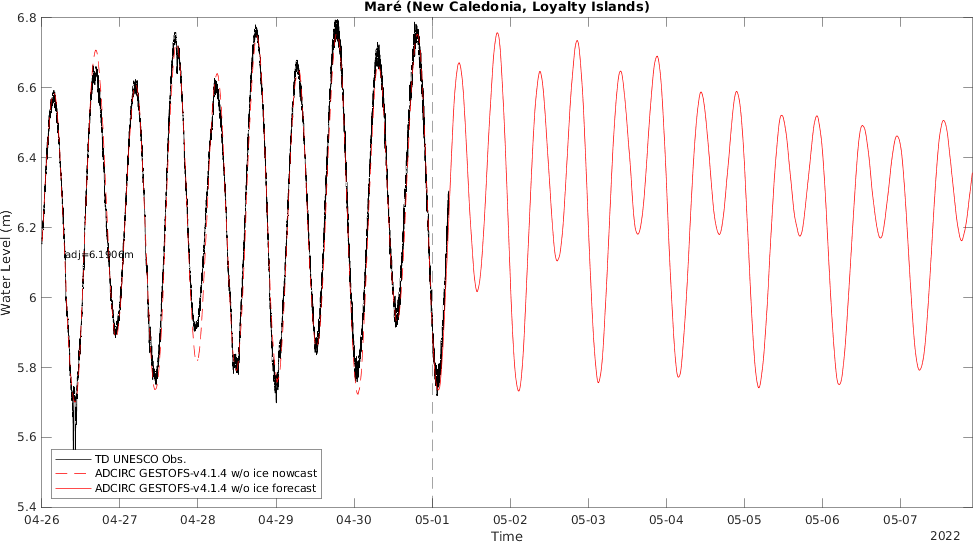 Maré (New Caledonia, Loyalty Islands)
6.8
6.6
6.4
6.2
6
5.8
5.6
5.4
Water Level (m)
adj=6.1906m
TD UNESCO Obs.
ADCIRC GESTOFS-v4.1.4 w/o ice nowcast
ADCIRC GESTOFS-v4.1.4 w/o ice forecast
04-26 04-27 04-28 04-29 04-30 05-01 05-02 05-03 05-04 05-05 05-06 05-07
Time
2022